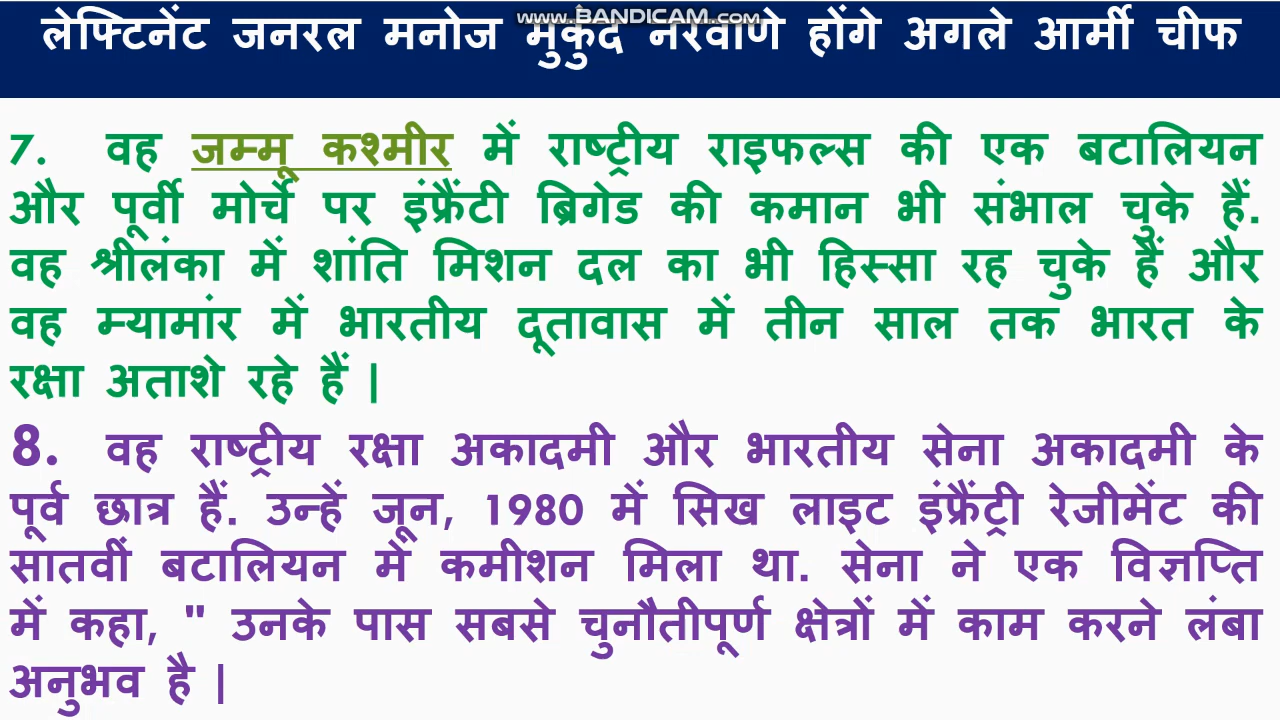 www.BANDICAM.com
लेफ्टिनेंट जनरल मनोज मुकुंद नरवाणे होंगे अगले आर्मी चीफ
7. वह जम्मू कश्मीर में राष्ट्रीय राइफल्स की एक बटालियन
और पूर्वी मोर्चे पर इंफ्रैंटी ब्रिगेड की कमान भी संभाल चुके हैं.
वह श्रीलंका में शांति मिशन दल का भी हिस्सा रह चुके हैं और
वह म्यामांर में भारतीय दूतावास में तीन साल तक भारत के
रक्षा अताशे रहे हैं |
8. वह राष्ट्रीय रक्षा अकादमी और भारतीय सेना अकादमी के
पूर्व छात्र हैं. उन्हें जून, 1980 में सिख लाइट इंफ्रैंट्री रेजीमेंट की
सातवीं बटालियन में कमीशन मिला था. सेना ने एक विज्ञप्ति
में कहा, " उनके पास सबसे चुनौतीपूर्ण क्षेत्रों में काम करने लंबा
अनुभव है |